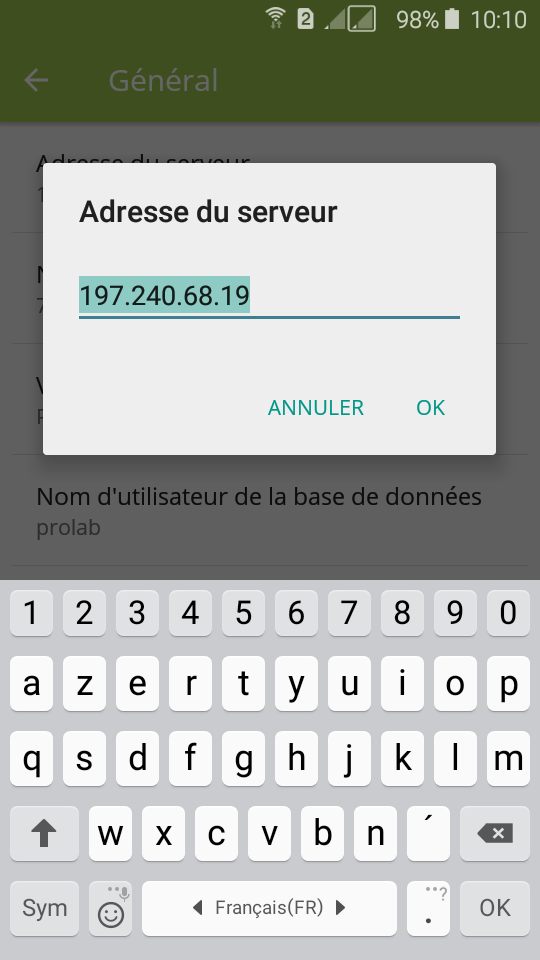 2 98% 10:10
Général
Adresse du serveur
Adresse du serveur
197.240.68.19
ANNULER OK
Nom d'utilisateur de la base de données
prolab
1 2 3 4 5 6 7 8 9 0
a z e r t y u i o p
q s d f g h j k l m
w x c v b n ´
Sym Français(FR) ...? . OK